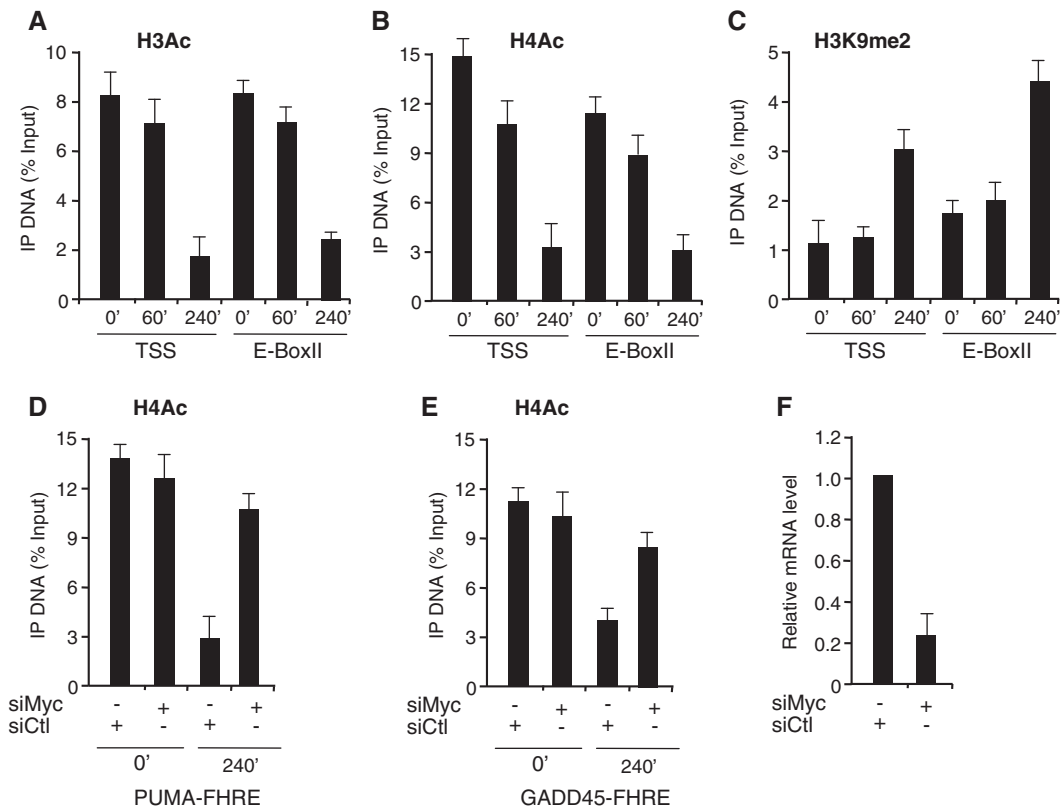 A
H3Ac
IP DNA (% Input)
10
8
6
4
2
0
0' 60' 240' 0' 60' 240'
TSS E-BoxII
B
H4Ac
IP DNA (% Input)
15
12
9
6
3
0
0' 60' 240' 0' 60' 240'
TSS E-BoxII
C
H3K9me2
IP DNA (% Input)
5
4
3
2
1
0
0' 60' 240' 0' 60' 240'
TSS E-BoxII
D
H4Ac
IP DNA (% Input)
15
12
9
6
3
0
siMyc - + - +
siCtl + - + -
0' 240'
PUMA-FHRE
E
H4Ac
IP DNA (% Input)
15
12
9
6
3
0
siMyc - + - +
siCtl + - + -
0' 240'
GADD45-FHRE
F
Relative mRNA level
1.2
1.0
0.8
0.6
0.4
0.2
0
siMyc - +
siCtl + -